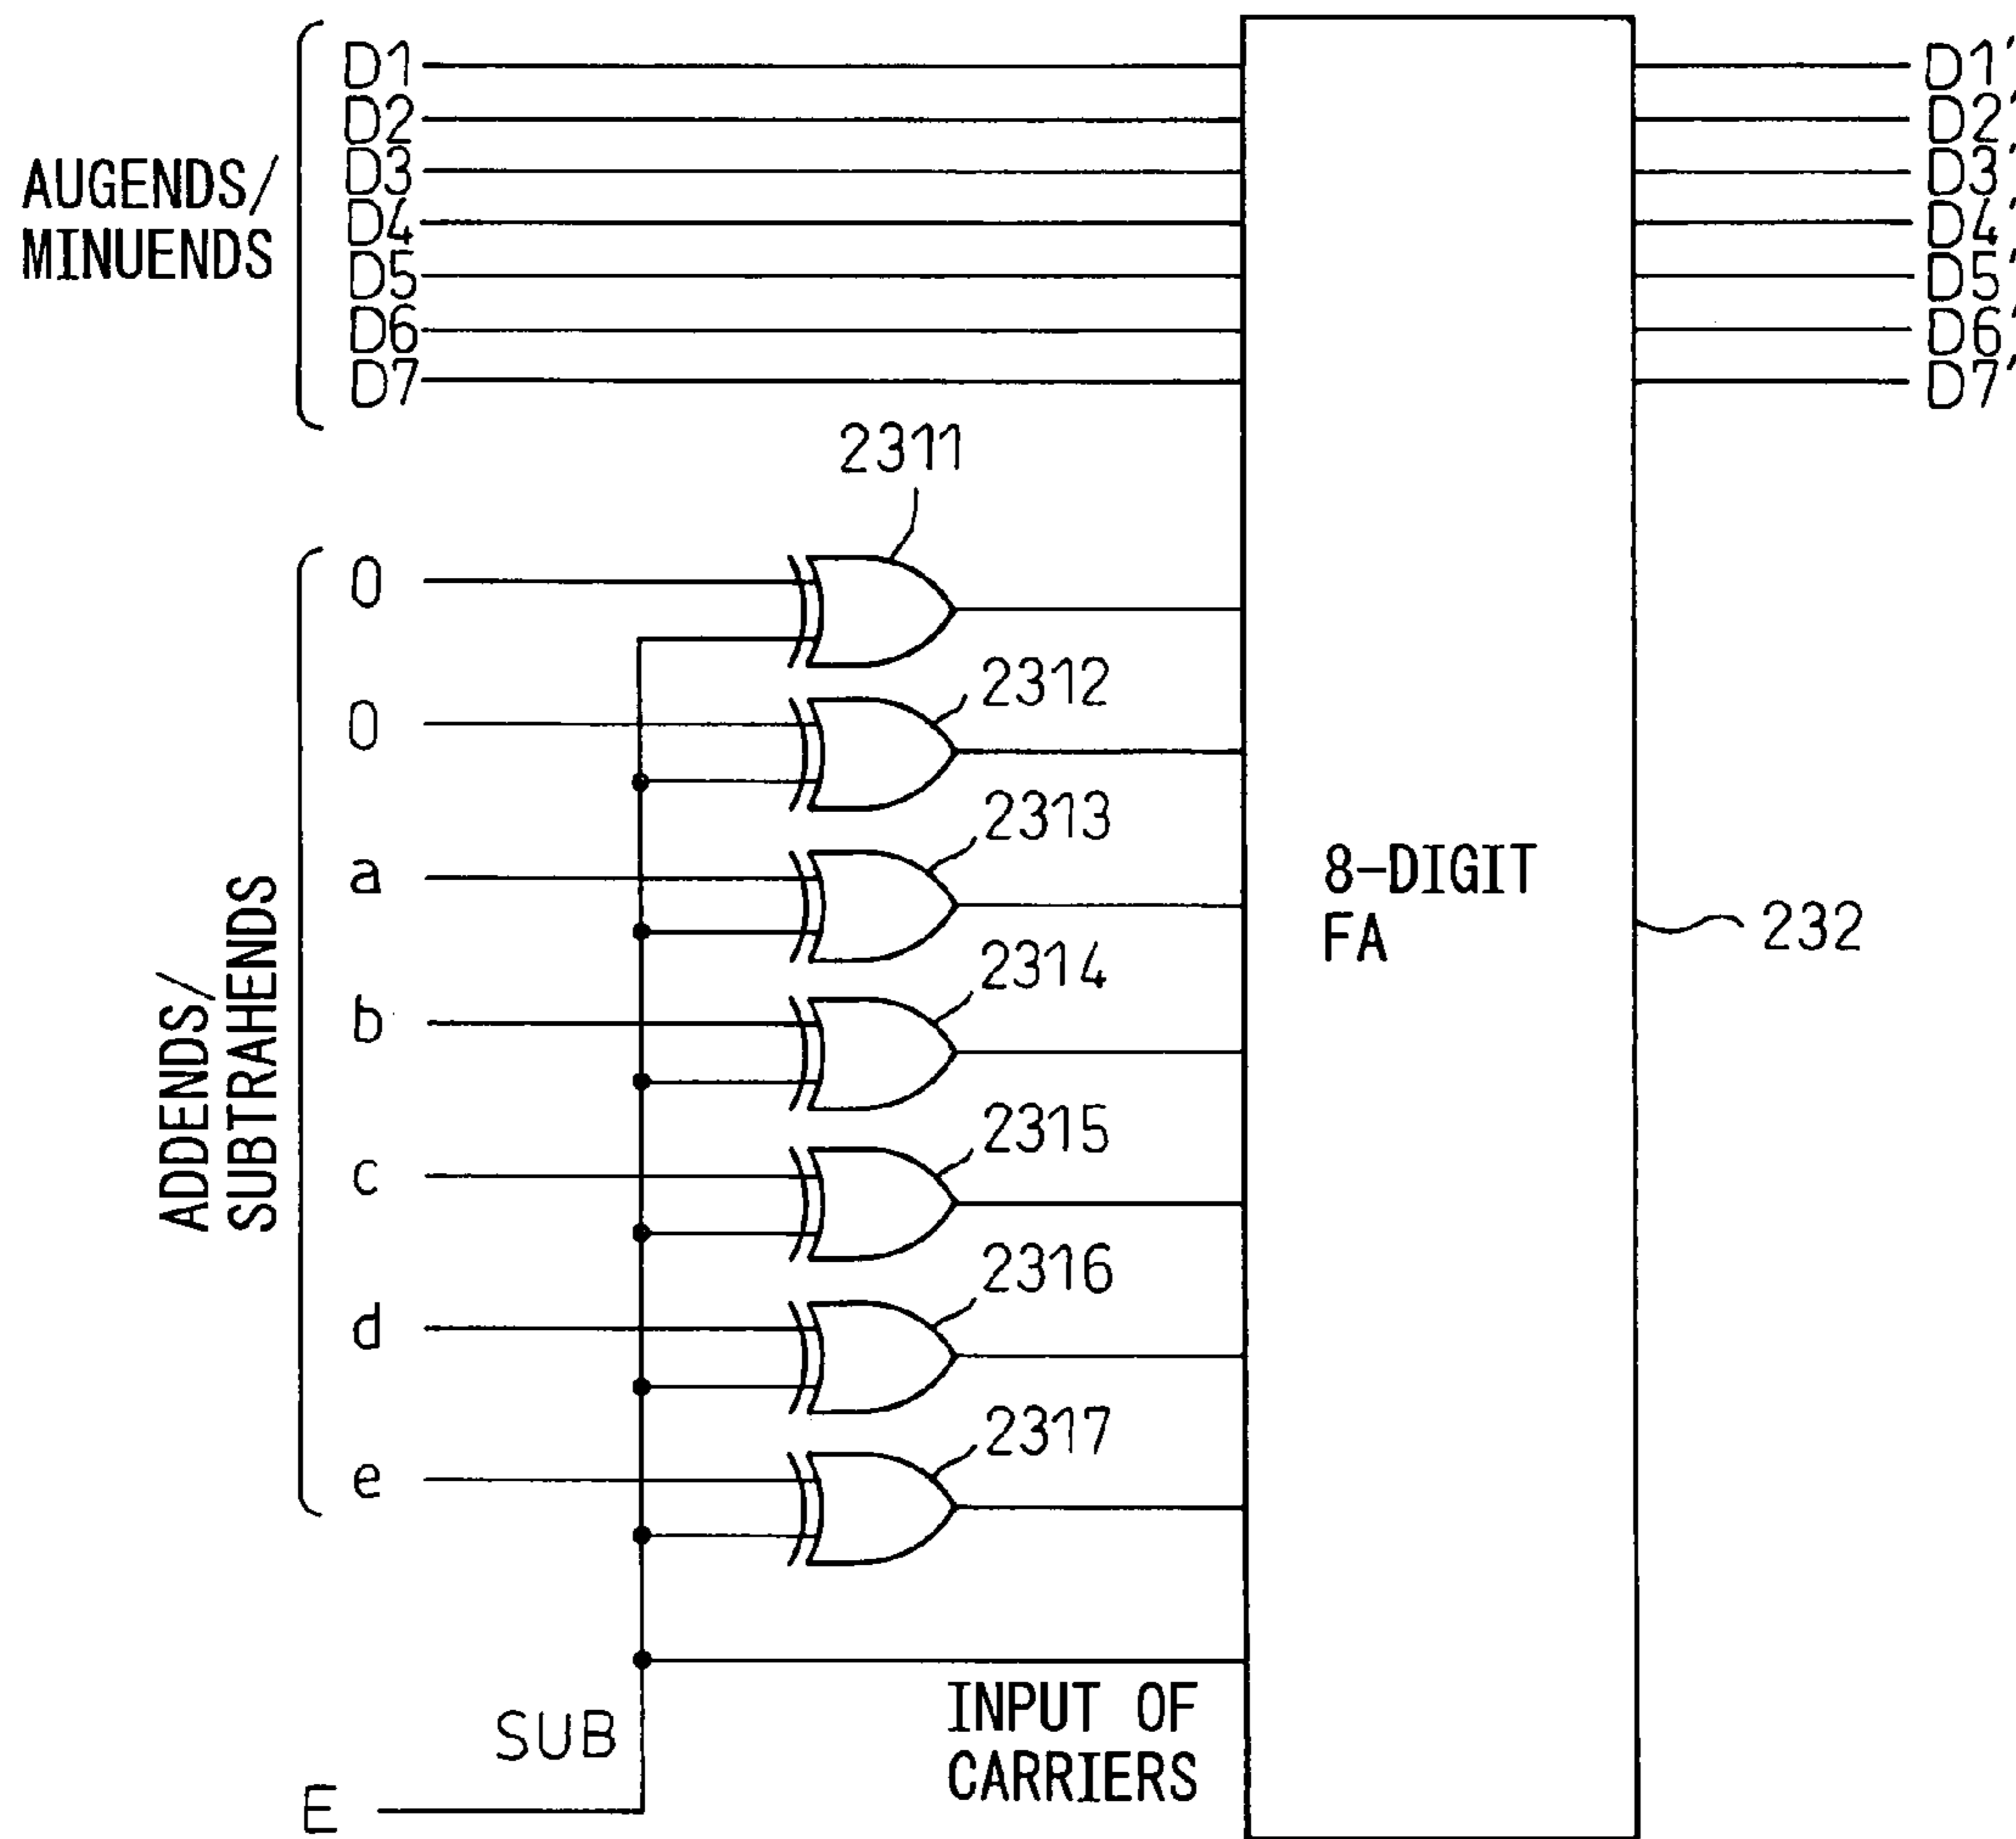 AUGENDS/
MINUENDS
D1
D2
D3
D4
D5
D6
D7
D1'
D2'
D3'
D4'
D5'
D6'
D7'
2311
0
2312
0
2313
a
2314
b
2315
c
2316
d
2317
e
ADDENDS/
SUBTRAHENDS
8-DIGIT
FA
232
INPUT OF
CARRIERS
SUB
E